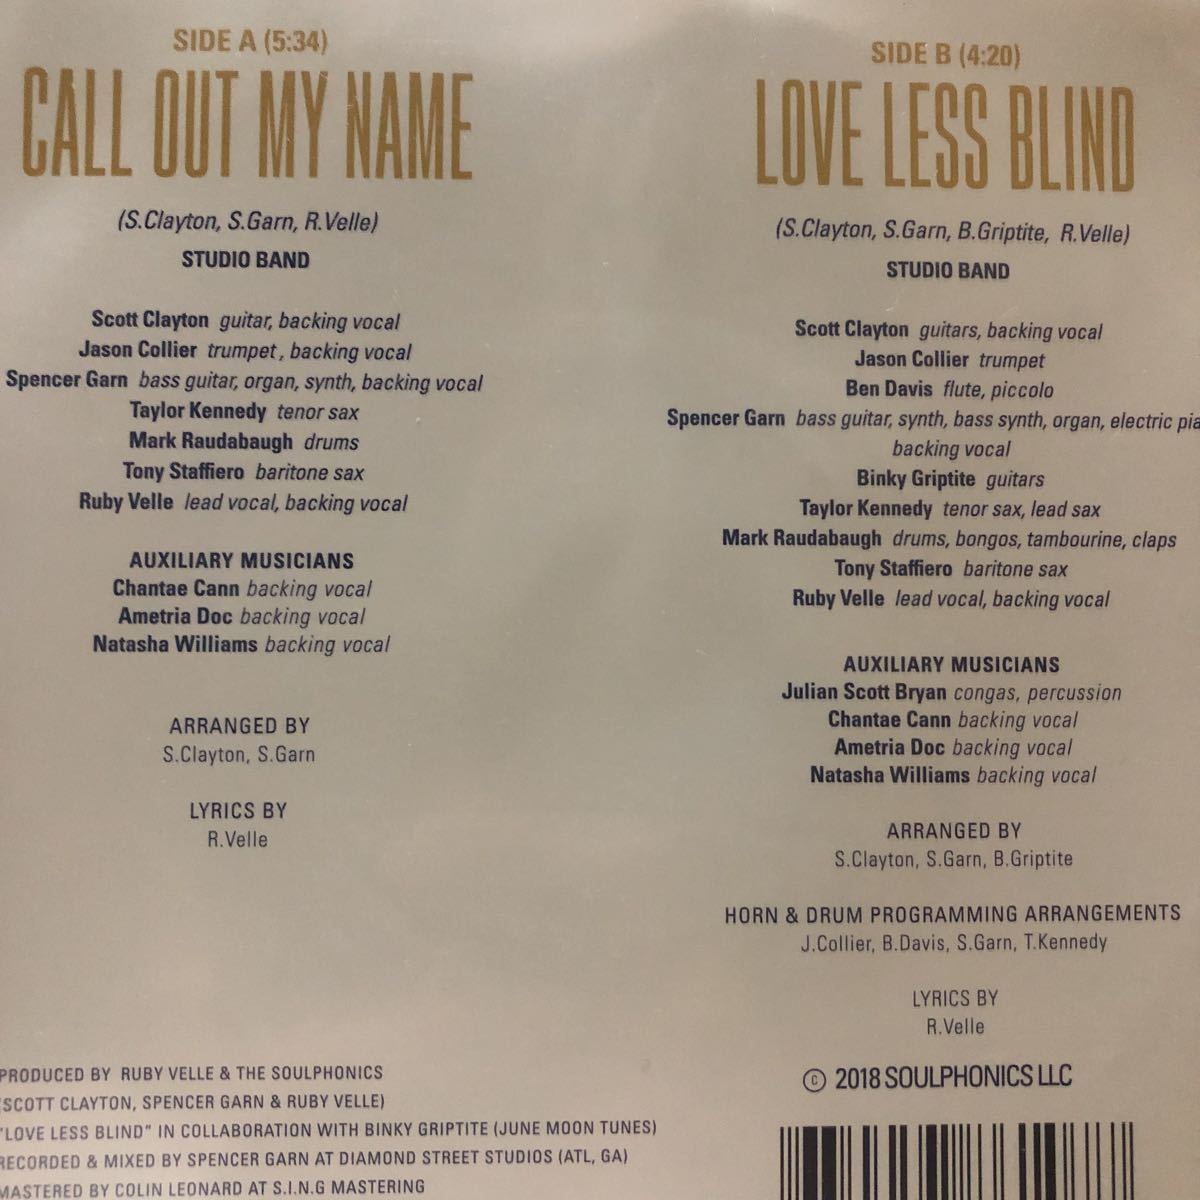 SIDE A (5:34)
CALL OUT MY NAME
(S.Clayton, S.Garn, R.Velle)
STUDIO BAND
Scott Clayton guitar, backing vocal
Jason Collier trumpet, backing vocal
Spencer Garn bass guitar, organ, synth, backing vocal
Taylor Kennedy tenor sax
Mark Raudabaugh drums
Tony Staffiero baritone sax
Ruby Velle lead vocal, backing vocal
AUXILIARY MUSICIANS
Chantae Cann backing vocal
Ametria Doc backing vocal
Natasha Williams backing vocal
ARRANGED BY
S.Clayton, S.Garn
LYRICS BY
R.Velle
SIDE B (4:20)
LOVE LESS BLIND
(S.Clayton, S.Garn, B.Griptite, R.Velle)
STUDIO BAND
Scott Clayton guitars, backing vocal
Jason Collier trumpet
Ben Davis flute, piccolo
Spencer Garn bass guitar, synth, bass synth, organ, electric pia
backing vocal
Binky Griptite guitars
Taylor Kennedy tenor sax, lead sax
Mark Raudabaugh drums, bongos, tambourine, claps
Tony Staffiero baritone sax
Ruby Velle lead vocal, backing vocal
AUXILIARY MUSICIANS
Julian Scott Bryan congas, percussion
Chantae Cann backing vocal
Ametria Doc backing vocal
Natasha Williams backing vocal
ARRANGED BY
S.Clayton, S.Garn, B.Griptite
HORN & DRUM PROGRAMMING ARRANGEMENTS
J.Collier, B.Davis, S.Garn, T.Kennedy
LYRICS BY
R.Velle
© 2018 SOULPHONICS LLC
PRODUCED BY RUBY VELLE & THE SOULPHONICS
(SCOTT CLAYTON, SPENCER GARN & RUBY VELLE)
"LOVE LESS BLIND" IN COLLABORATION WITH BINKY GRIPTITE (JUNE MOON TUNES)
RECORDED & MIXED BY SPENCER GARN AT DIAMOND STREET STUDIOS (ATL, GA)
MASTERED BY COLIN LEONARD AT S.I.N.G MASTERING